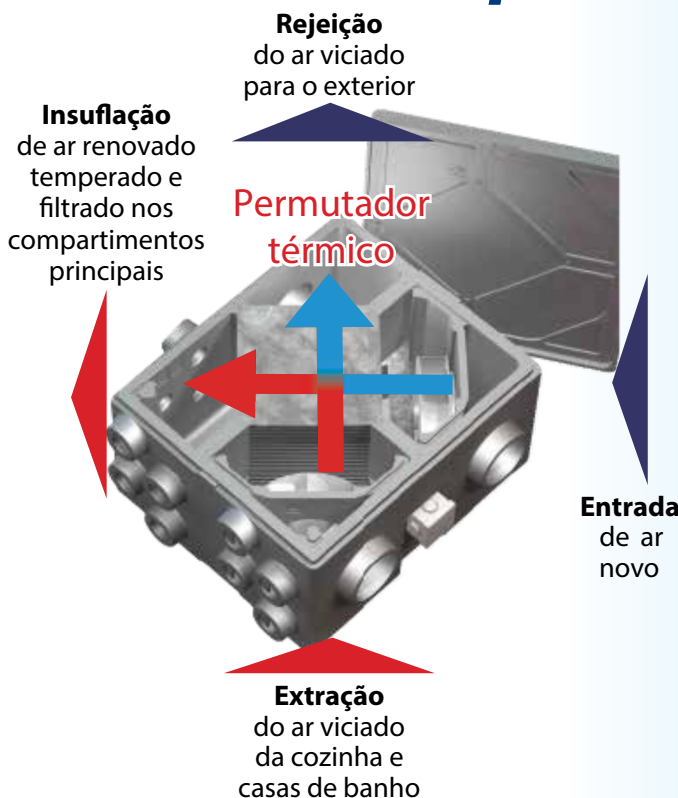 Rejeição
do ar viciado
para o exterior
Insuflação
de ar renovado
temperado e
filtrado nos
compartimentos
principais
Permutador
térmico
Entrada
de ar
novo
Extração
do ar viciado
da cozinha e
casas de banho